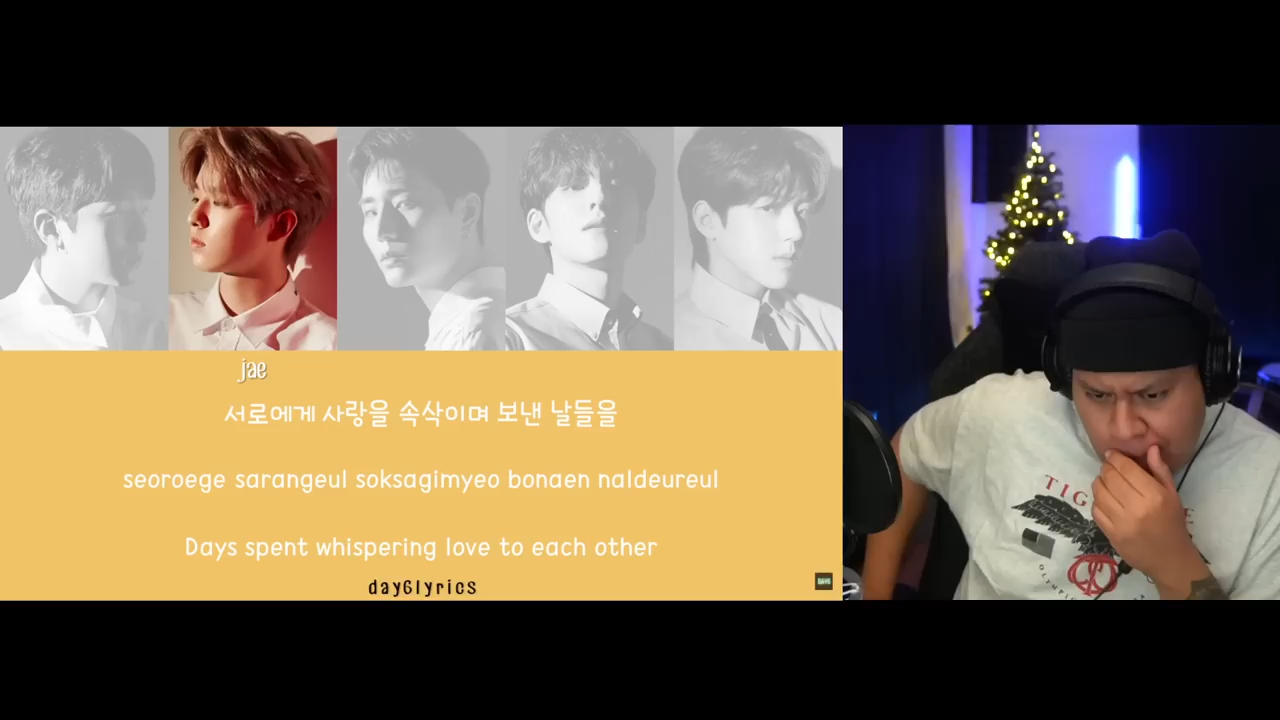 jae
서로에게 사랑을 속삭이며 보낸 날들을
seoroege sarangeul soksagimyeo bonaen naldeureul
Days spent whispering love to each other
day6lyrics
DAY6